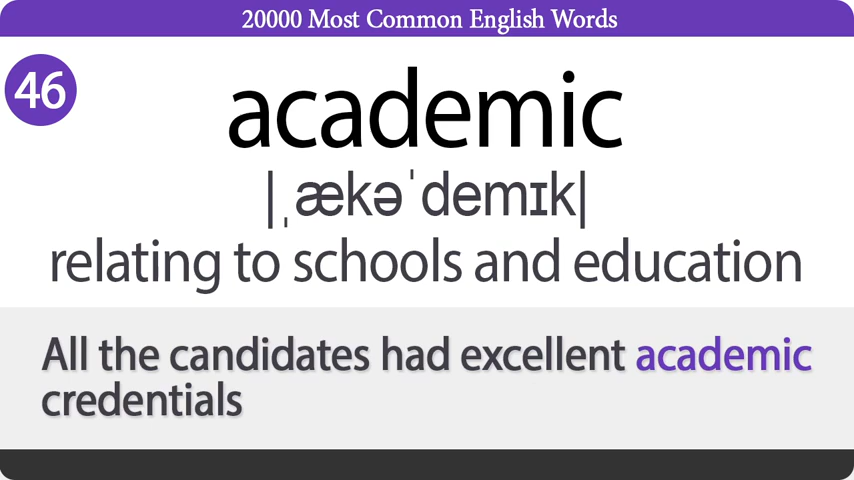 20000 Most Common English Words
46
academic
|ˌækəˈdemɪk|
relating to schools and education
All the candidates had excellent academic
credentials